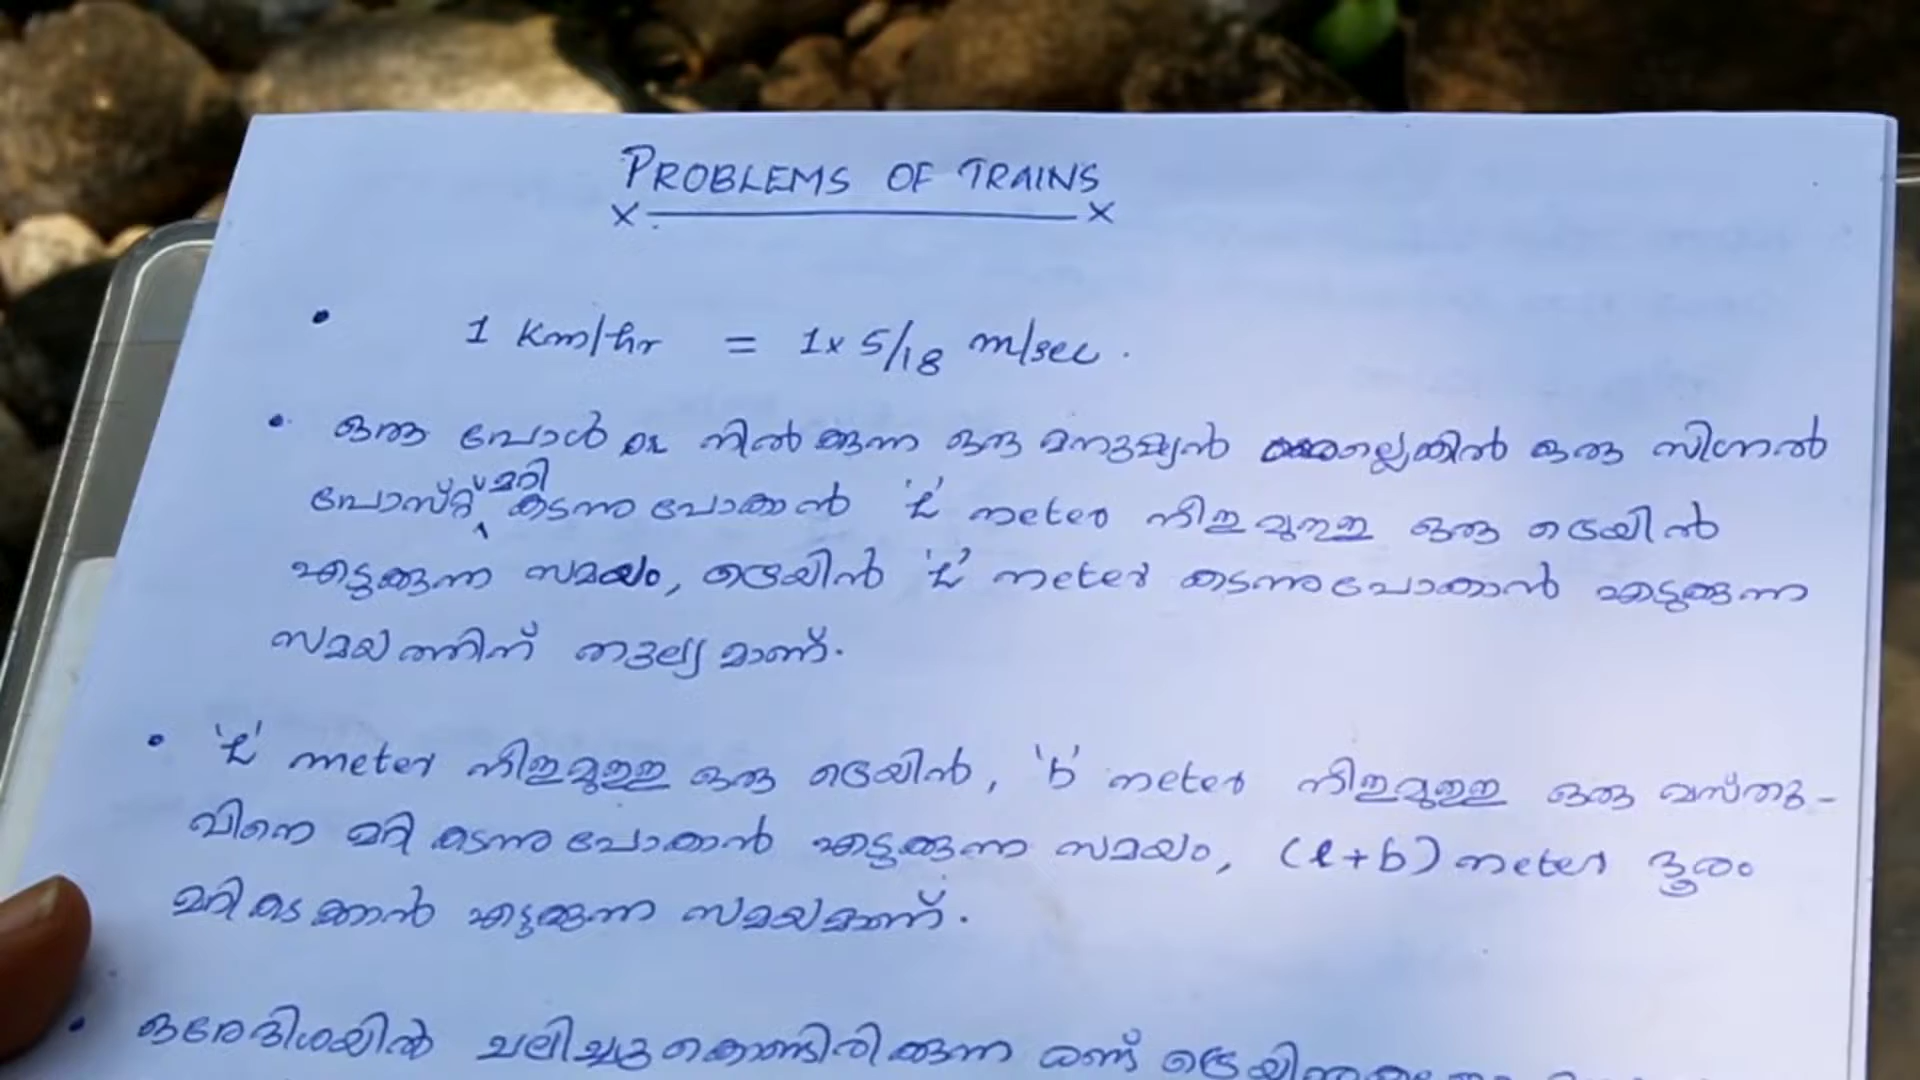 PROBLEMS OF TRAINS
x x
• 1 Km/hr = 1x 5/18 m/sec.
• ഒരു പോൾ or നിൽക്കുന്ന ഒരു മനുഷ്യൻ അല്ലെങ്കിൽ ഒരു സിഗ്നൽ
പോസ്റ്റ് മറി കടന്നുപോകാൻ 'l' meter നീളമുള്ള ഒരു ട്രെയിൻ
എടുക്കുന്ന സമയം, ട്രെയിൻ 'l' meter കടന്നുപോകാൻ എടുക്കുന്ന
സമയത്തിന് തുല്യമാണ്.
• 'l' meter നീളമുള്ള ഒരു ട്രെയിൻ, 'b' meter നീളമുള്ള ഒരു വസ്തു-
വിനെ മറി കടന്നുപോകാൻ എടുക്കുന്ന സമയം, (l+b) meter ദൂരം
മറികടക്കാൻ എടുക്കുന്ന സമയമാണ്.
• ഒരേദിശയിൽ ചലിച്ചുകൊണ്ടിരിക്കുന്ന രണ്ട്